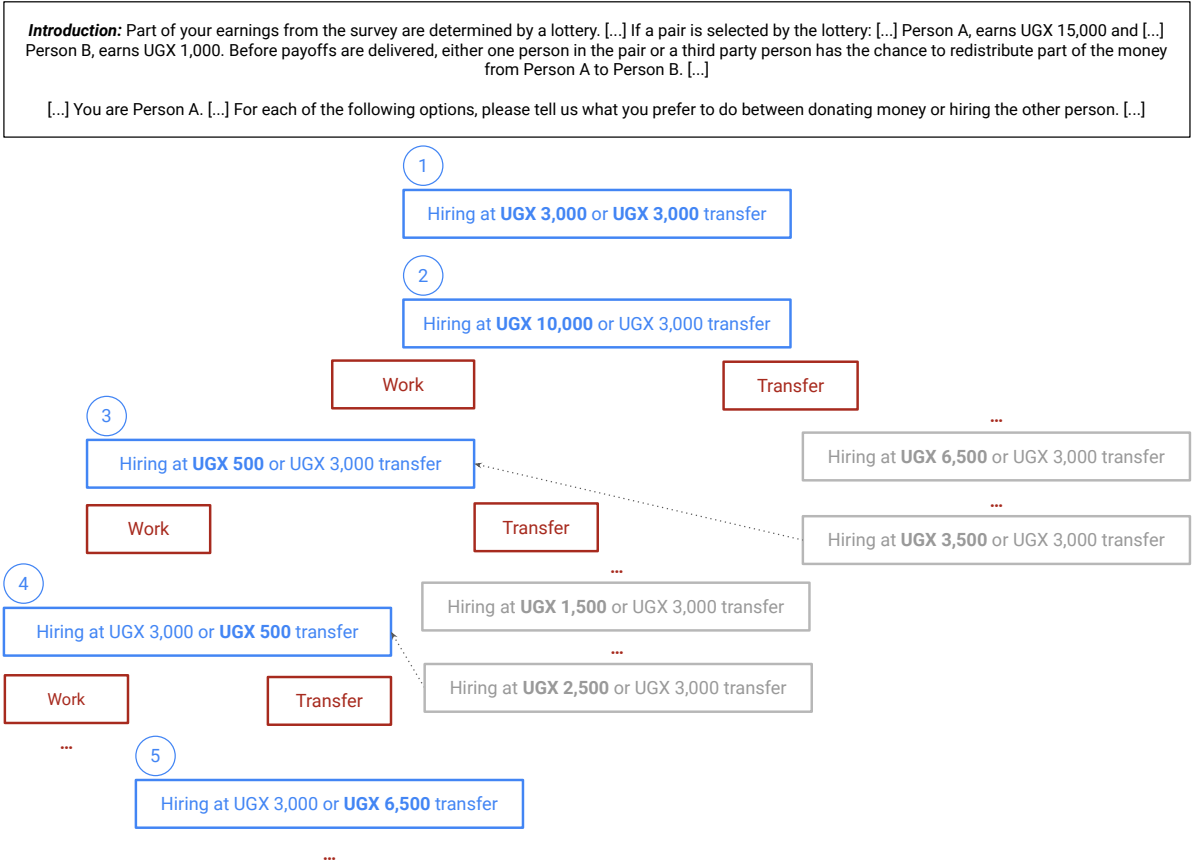 Introduction: Part of your earnings from the survey are determined by a lottery. [...] If a pair is selected by the lottery: [...] Person A, earns UGX 15,000 and [...]
Person B, earns UGX 1,000. Before payoffs are delivered, either one person in the pair or a third party person has the chance to redistribute part of the money
from Person A to Person B. [...]
[...] You are Person A. [...] For each of the following options, please tell us what you prefer to do between donating money or hiring the other person. [...]
1
Hiring at UGX 3,000 or UGX 3,000 transfer
2
Hiring at UGX 10,000 or UGX 3,000 transfer
Work
Transfer
3
...
Hiring at UGX 500 or UGX 3,000 transfer
Hiring at UGX 6,500 or UGX 3,000 transfer
...
Work
Transfer
Hiring at UGX 3,500 or UGX 3,000 transfer
...
4
Hiring at UGX 1,500 or UGX 3,000 transfer
Hiring at UGX 3,000 or UGX 500 transfer
...
Work
Transfer
Hiring at UGX 2,500 or UGX 3,000 transfer
...
5
Hiring at UGX 3,000 or UGX 6,500 transfer
...